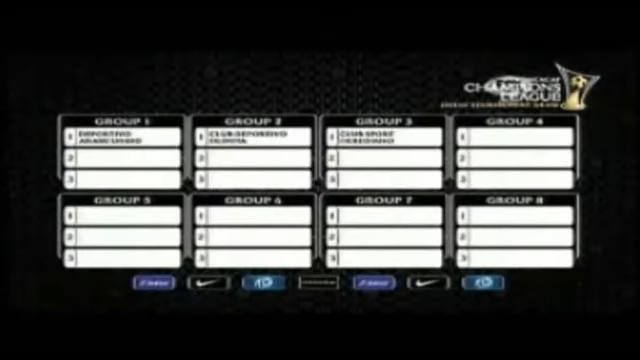 CHAMPIONS
LEAGUE
GROUP 1
1 DEPORTIVO
ARABE UNIDO
2
3
GROUP 2
1 CLUB DEPORTIVO
OLIMPIA
2
3
GROUP 3
1 CLUB SPORT
HEREDIANO
2
3
GROUP 4
1
2
3
GROUP 5
1
2
3
GROUP 6
1
2
3
GROUP 7
1
2
3
GROUP 8
1
2
3